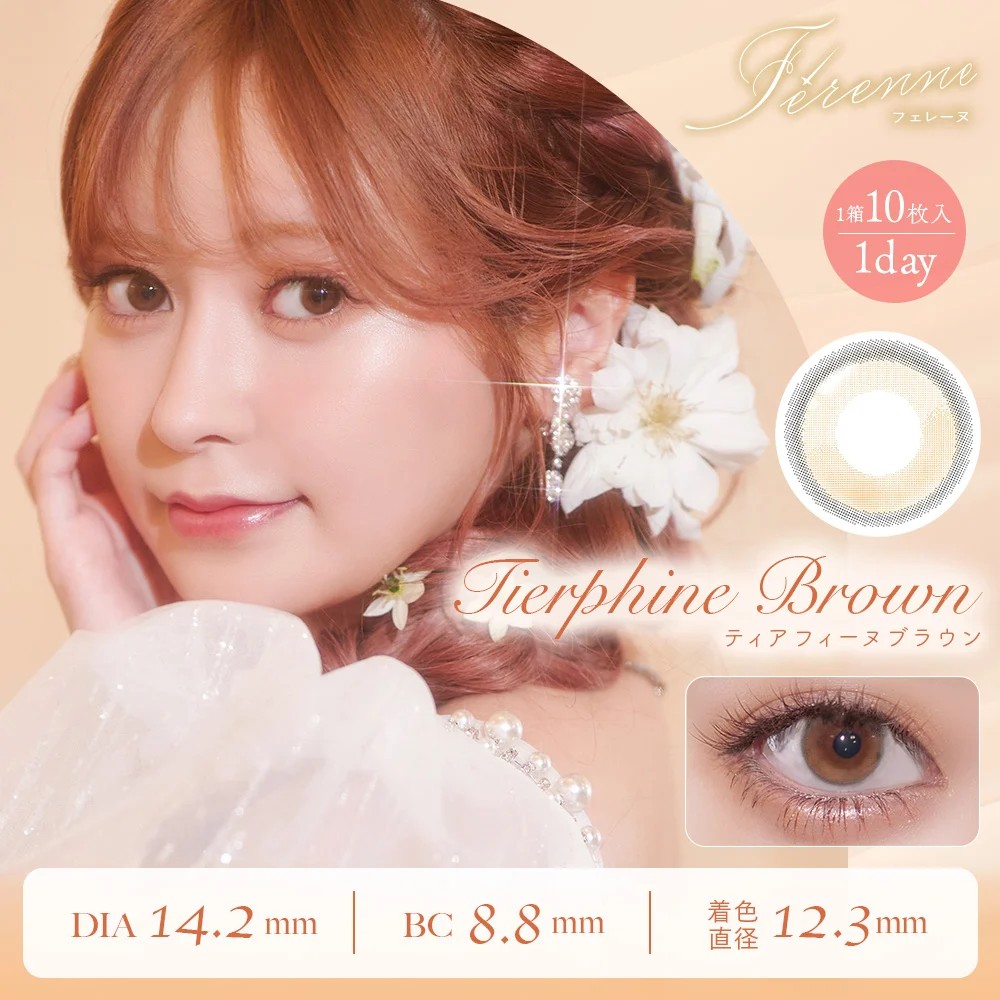 Férenne
フェレーヌ
1箱10枚入
1day
Tierphine Brown
ティアフィーヌブラウン
DIA 14.2 mm
BC 8.8 mm
着色直径 12.3 mm